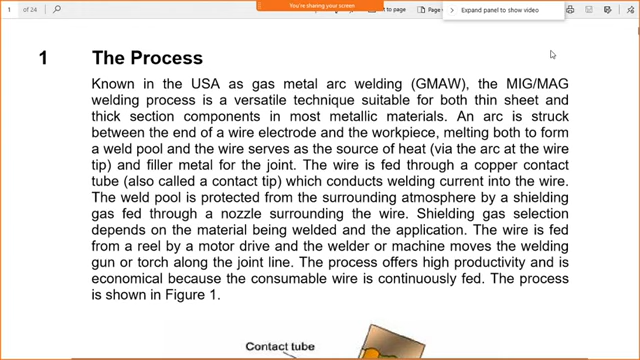 1 of 24
You're sharing your screen
to page
Page
Expand panel to show video
1 The Process
Known in the USA as gas metal arc welding (GMAW), the MIG/MAG
welding process is a versatile technique suitable for both thin sheet and
thick section components in most metallic materials. An arc is struck
between the end of a wire electrode and the workpiece, melting both to form
a weld pool and the wire serves as the source of heat (via the arc at the wire
tip) and filler metal for the joint. The wire is fed through a copper contact
tube (also called a contact tip) which conducts welding current into the wire.
The weld pool is protected from the surrounding atmosphere by a shielding
gas fed through a nozzle surrounding the wire. Shielding gas selection
depends on the material being welded and the application. The wire is fed
from a reel by a motor drive and the welder or machine moves the welding
gun or torch along the joint line. The process offers high productivity and is
economical because the consumable wire is continuously fed. The process
is shown in Figure 1.
Contact tube